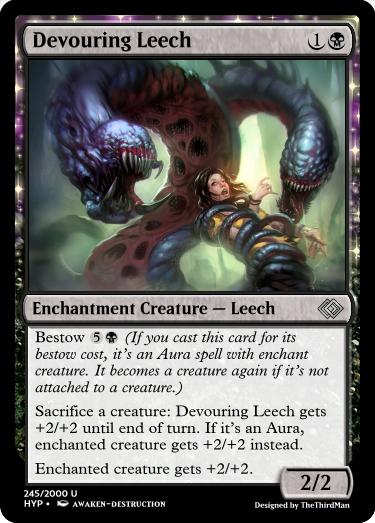 Devouring Leech 1
Enchantment Creature — Leech
Bestow 5 (If you cast this card for its
bestow cost, it's an Aura spell with enchant
creature. It becomes a creature again if it's not
attached to a creature.)
Sacrifice a creature: Devouring Leech gets
+2/+2 until end of turn. If it's an Aura,
enchanted creature gets +2/+2 instead.
Enchanted creature gets +2/+2.
2/2
245/2000 U
HYP • AWAKEN-DESTRUCTION Designed by TheThirdMan